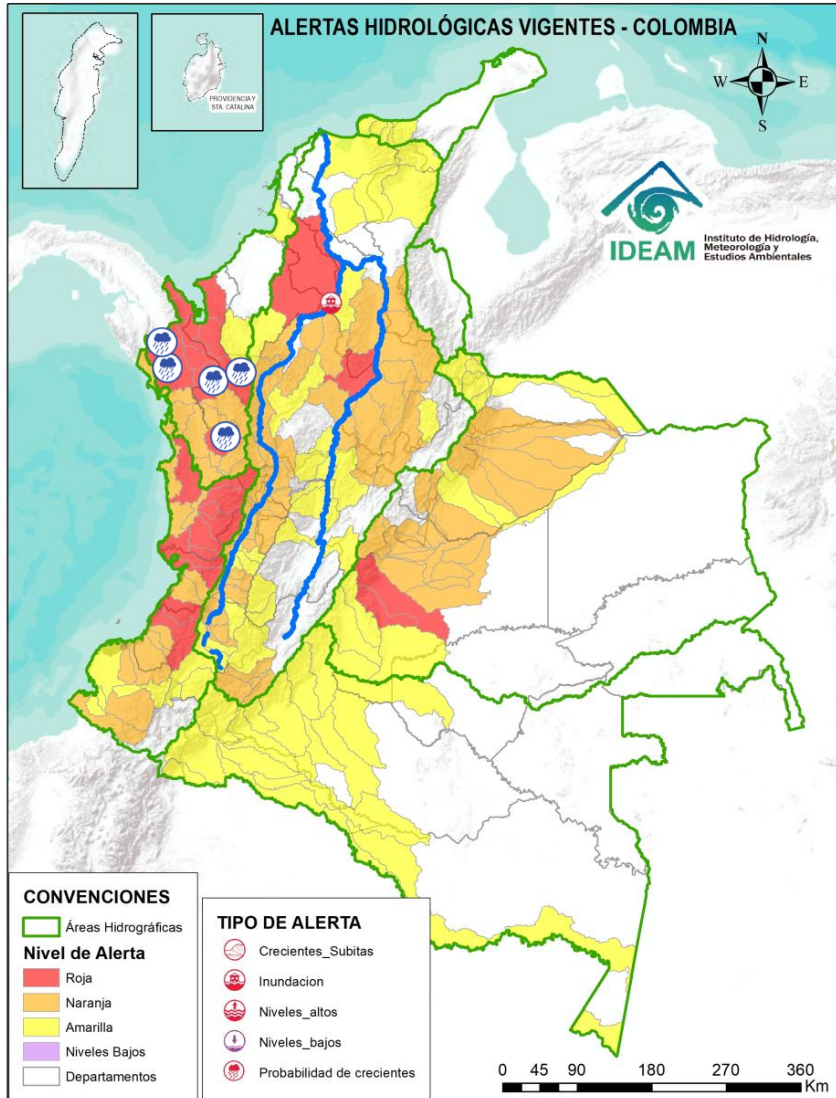 ALERTAS HIDROLÓGICAS VIGENTES - COLOMBIA
PROVIDENCIA Y
STA. CATALINA
N
W E
S
IDEAM
Instituto de Hidrología,
Meteorología y
Estudios Ambientales
CONVENCIONES
Áreas Hidrográficas
Nivel de Alerta
Roja
Naranja
Amarilla
Niveles Bajos
Departamentos
TIPO DE ALERTA
Crecientes_Subitas
Inundacion
Niveles_altos
Niveles_bajos
Probabilidad de crecientes
0 45 90 180 270 360
Km